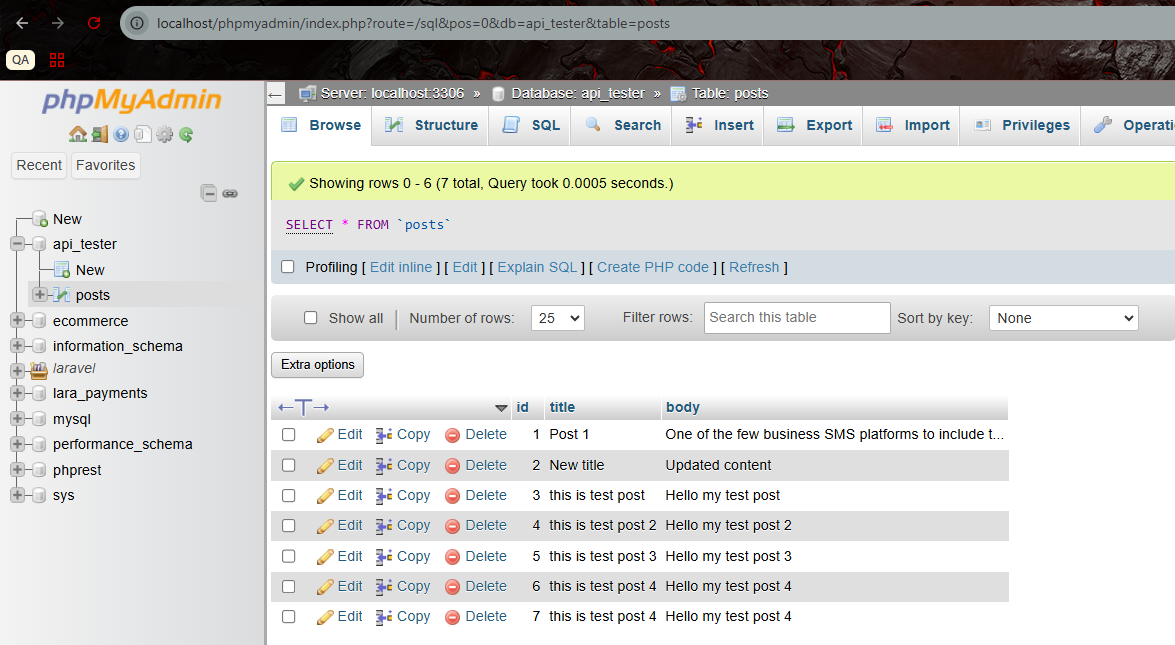 localhost/phpmyadmin/index.php?route=/sql&pos=0&db=api_tester&table=posts
QA
phpMyAdmin
Recent Favorites
New
api_tester
New
posts
ecommerce
information_schema
laravel
lara_payments
mysql
performance_schema
phprest
sys
Server: localhost:3306 » Database: api_tester » Table: posts
Browse Structure SQL Search Insert Export Import Privileges Operati
Showing rows 0 - 6 (7 total, Query took 0.0005 seconds.)
SELECT * FROM `posts`
Profiling [ Edit inline ] [ Edit ] [ Explain SQL ] [ Create PHP code ] [ Refresh ]
Show all | Number of rows: 25 Filter rows: Search this table Sort by key: None
Extra options
←T→ id title body
Edit Copy Delete 1 Post 1 One of the few business SMS platforms to include t...
Edit Copy Delete 2 New title Updated content
Edit Copy Delete 3 this is test post Hello my test post
Edit Copy Delete 4 this is test post 2 Hello my test post 2
Edit Copy Delete 5 this is test post 3 Hello my test post 3
Edit Copy Delete 6 this is test post 4 Hello my test post 4
Edit Copy Delete 7 this is test post 4 Hello my test post 4